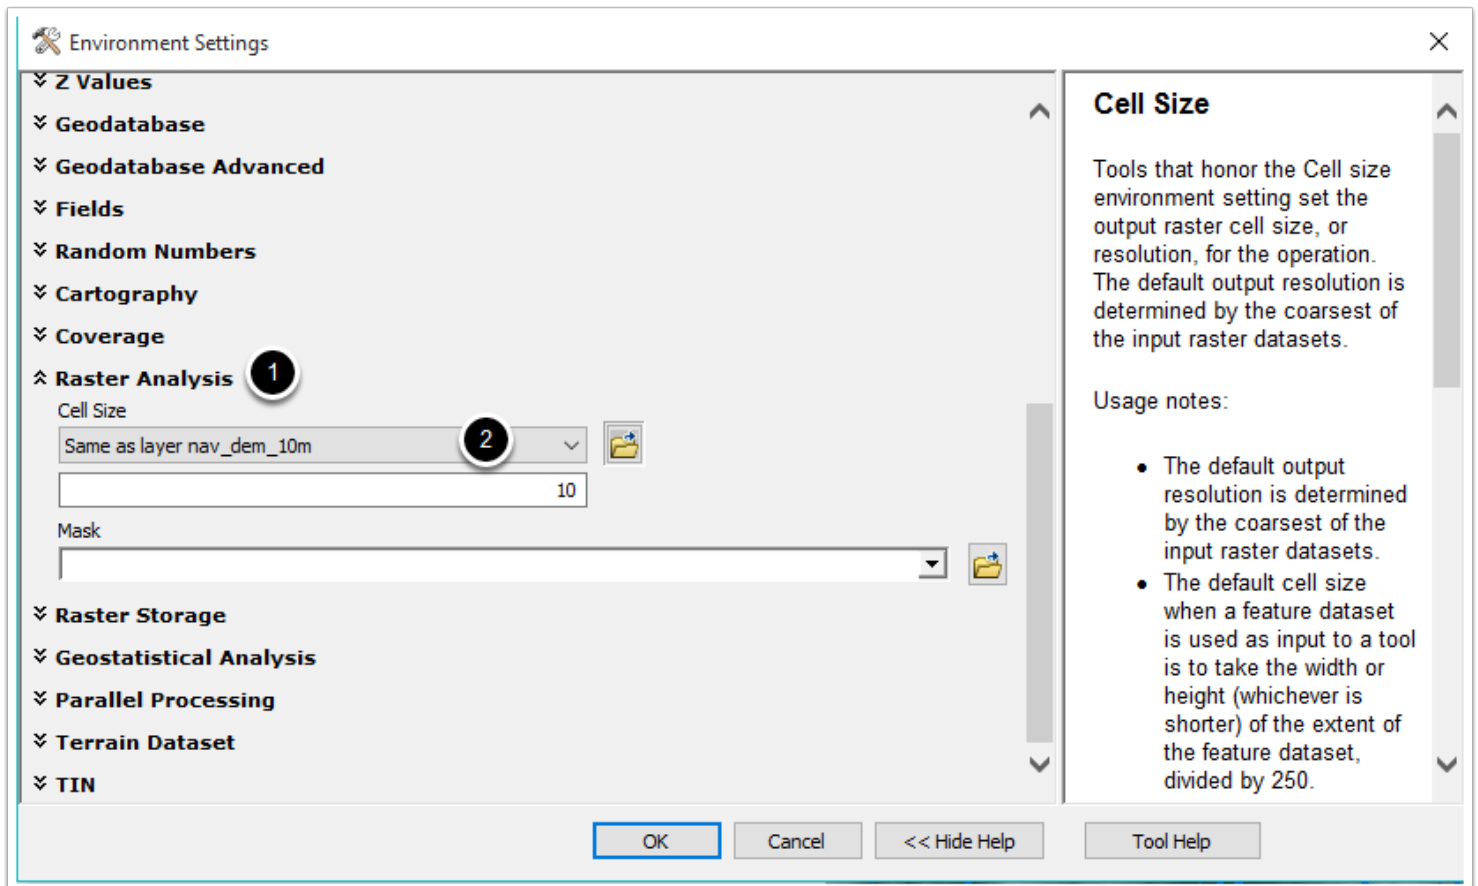 Environment Settings
Z Values
Geodatabase
Geodatabase Advanced
Fields
Random Numbers
Cartography
Coverage
Raster Analysis
1
Cell Size
Same as layer nav_dem_10m
2
10
Mask
Raster Storage
Geostatistical Analysis
Parallel Processing
Terrain Dataset
TIN
Cell Size
Tools that honor the Cell size
environment setting set the
output raster cell size, or
resolution, for the operation.
The default output resolution is
determined by the coarsest of
the input raster datasets.
Usage notes:
• The default output
resolution is determined
by the coarsest of the
input raster datasets.
• The default cell size
when a feature dataset
is used as input to a tool
is to take the width or
height (whichever is
shorter) of the extent of
the feature dataset,
divided by 250.
OK
Cancel
<< Hide Help
Tool Help